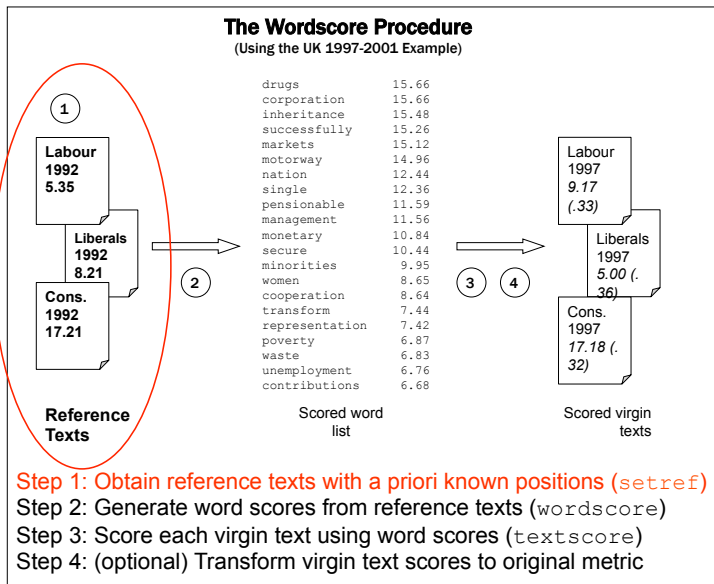 The Wordscore Procedure
(Using the UK 1997-2001 Example)
1
Labour
1992
5.35
Liberals
1992
8.21
Cons.
1992
17.21
Reference
Texts
2
drugs 15.66
corporation 15.66
inheritance 15.48
successfully 15.26
markets 15.12
motorway 14.96
nation 12.44
single 12.36
pensionable 11.59
management 11.56
monetary 10.84
secure 10.44
minorities 9.95
women 8.65
cooperation 8.64
transform 7.44
representation 7.42
poverty 6.87
waste 6.83
unemployment 6.76
contributions 6.68
Scored word
list
3 4
Labour
1997
9.17
(.33)
Liberals
1997
5.00 (.
36)
Cons.
1997
17.18 (.
32)
Scored virgin
texts
Step 1: Obtain reference texts with a priori known positions (setref)
Step 2: Generate word scores from reference texts (wordscore)
Step 3: Score each virgin text using word scores (textscore)
Step 4: (optional) Transform virgin text scores to original metric